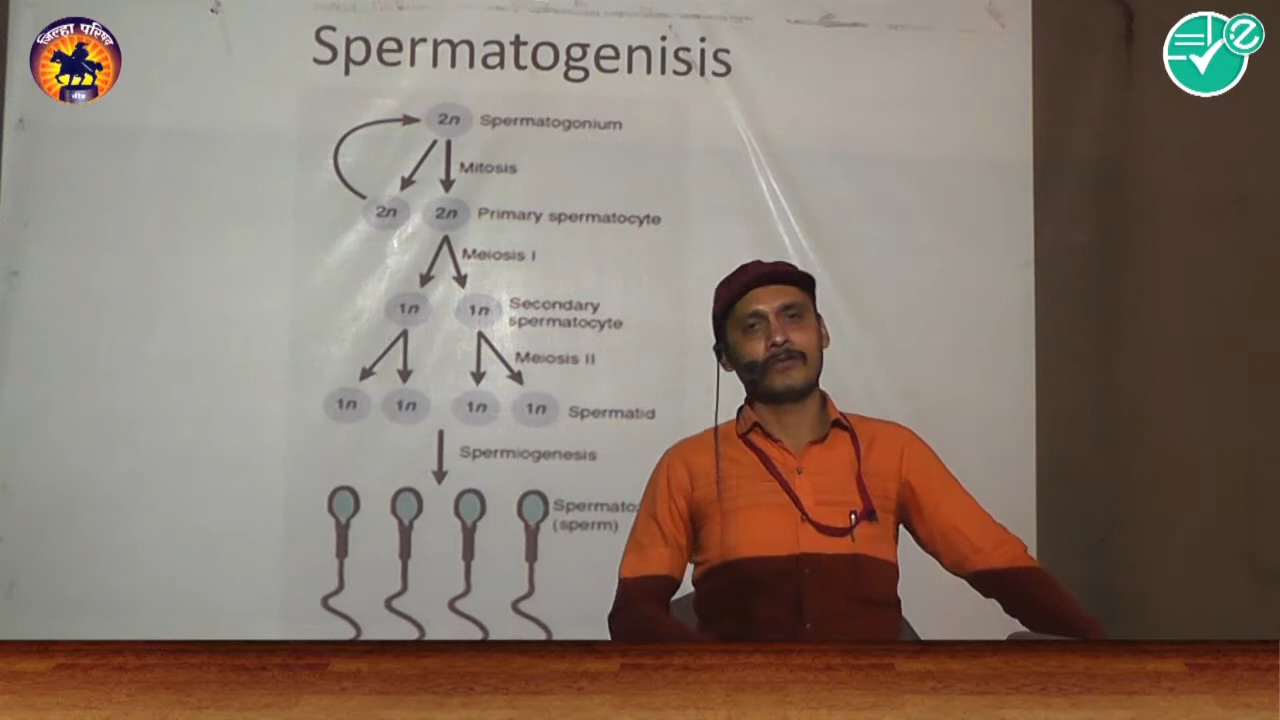 जिल्हा परिषद
बीड
e
Spermatogenisis
2n Spermatogonium
Mitosis
2n 2n Primary spermatocyte
Meiosis I
1n 1n Secondary
spermatocyte
Meiosis II
1n 1n 1n 1n Spermatid
Spermiogenesis
Spermato
(sperm)